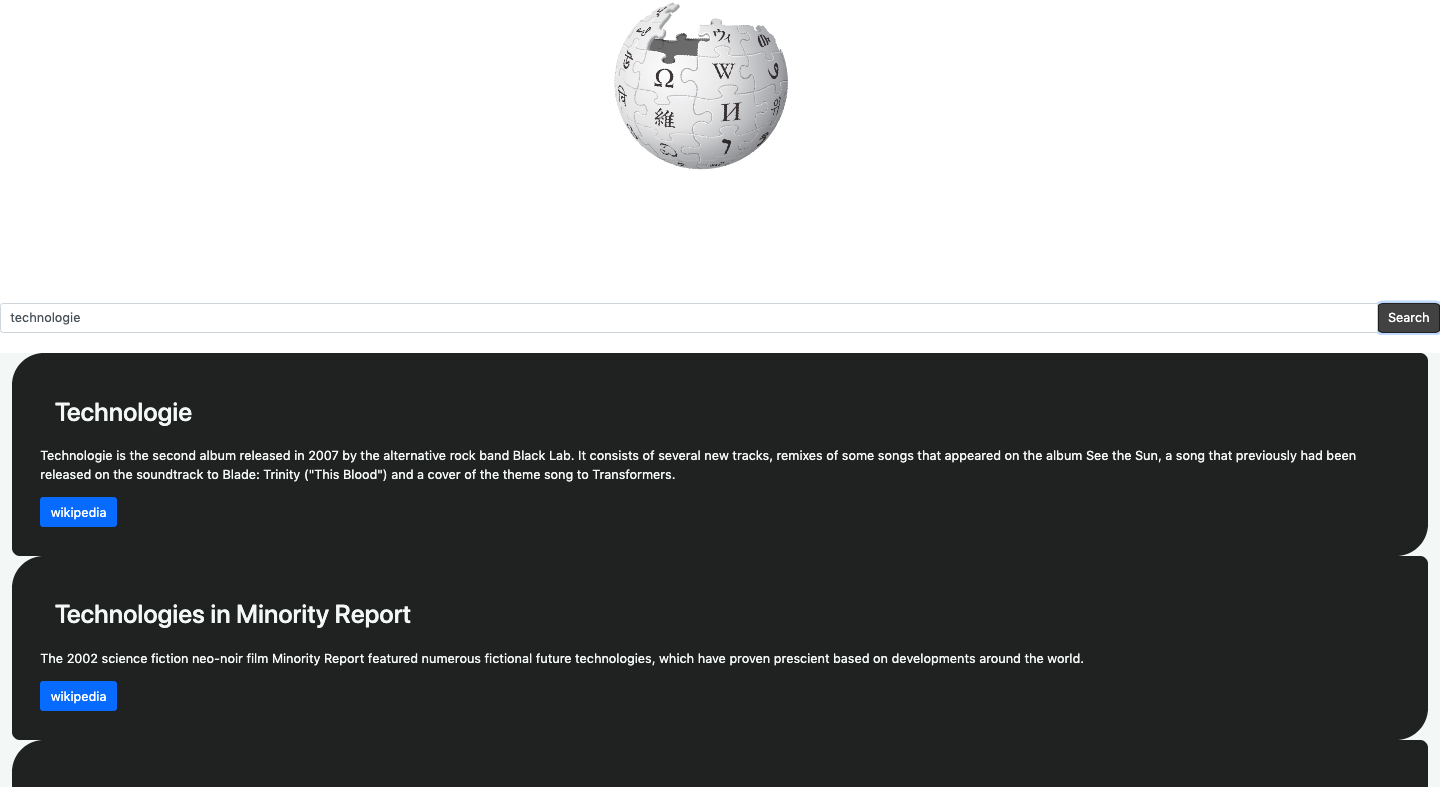 Ω W И 維 ウィ
technologie Search
Technologie
Technologie is the second album released in 2007 by the alternative rock band Black Lab. It consists of several new tracks, remixes of some songs that appeared on the album See the Sun, a song that previously had been
released on the soundtrack to Blade: Trinity ("This Blood") and a cover of the theme song to Transformers.
wikipedia
Technologies in Minority Report
The 2002 science fiction neo-noir film Minority Report featured numerous fictional future technologies, which have proven prescient based on developments around the world.
wikipedia